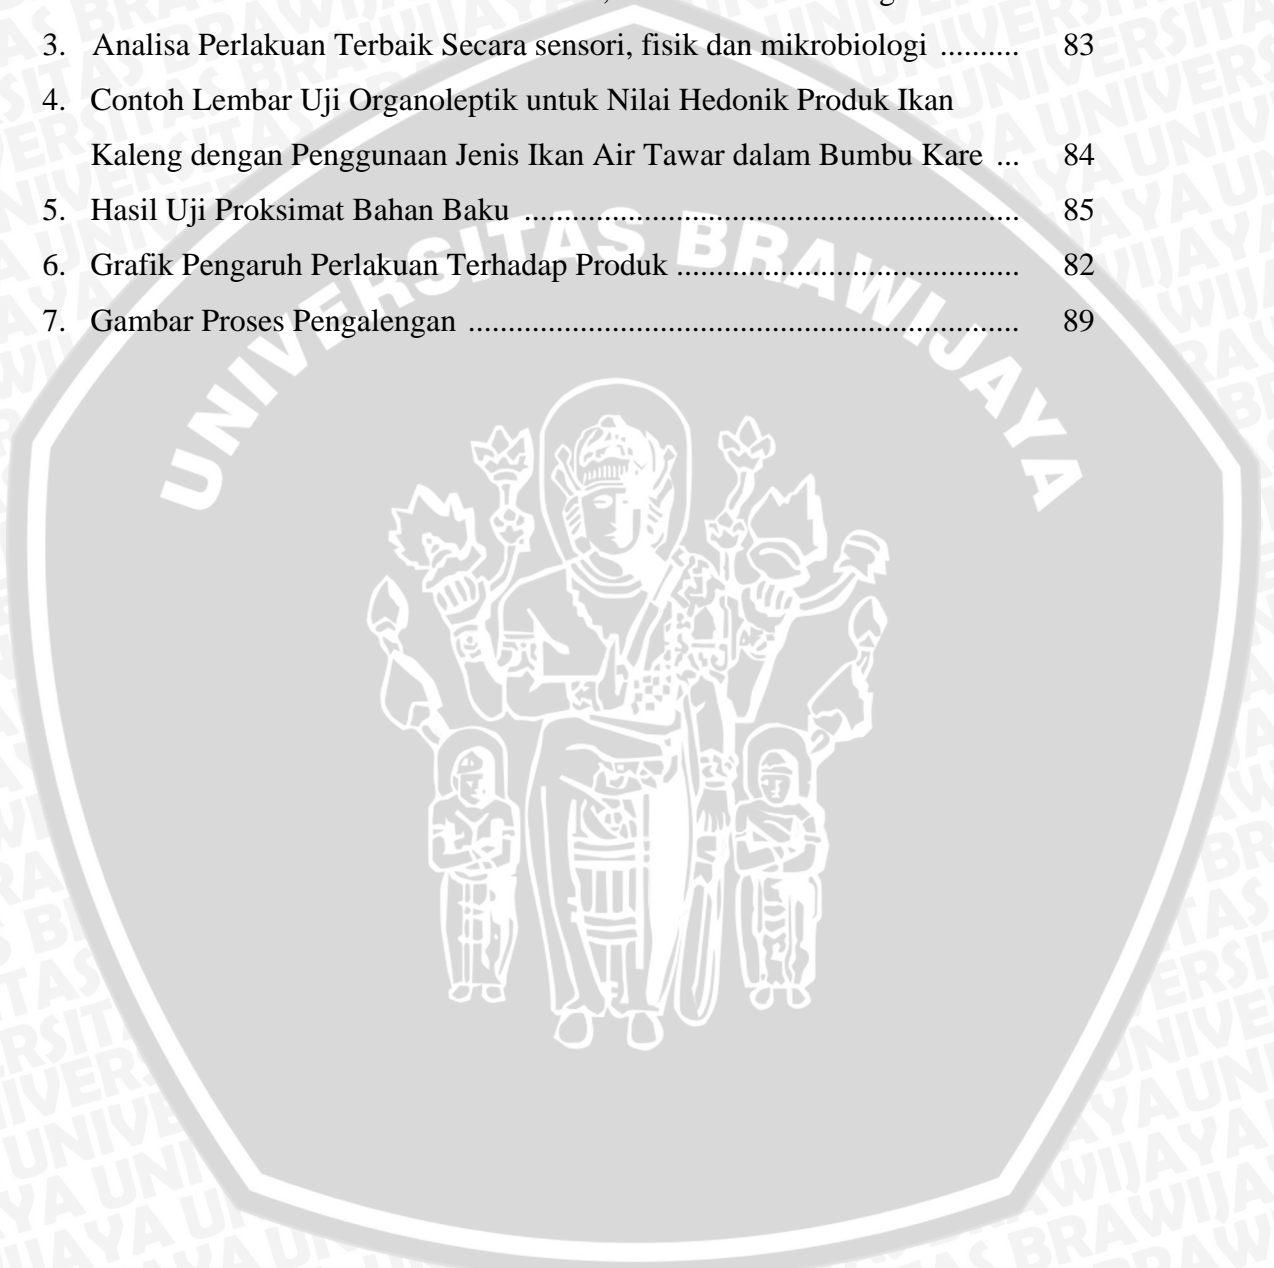 3. Analisa Perlakuan Terbaik Secara sensori, fisik dan mikrobiologi .......... 83
4. Contoh Lembar Uji Organoleptik untuk Nilai Hedonik Produk Ikan
Kaleng dengan Penggunaan Jenis Ikan Air Tawar dalam Bumbu Kare ... 84
5. Hasil Uji Proksimat Bahan Baku .............................................................. 85
6. Grafik Pengaruh Perlakuan Terhadap Produk ........................................... 82
7. Gambar Proses Pengalengan ..................................................................... 89
UNIVERSITAS BRAWIJAYA